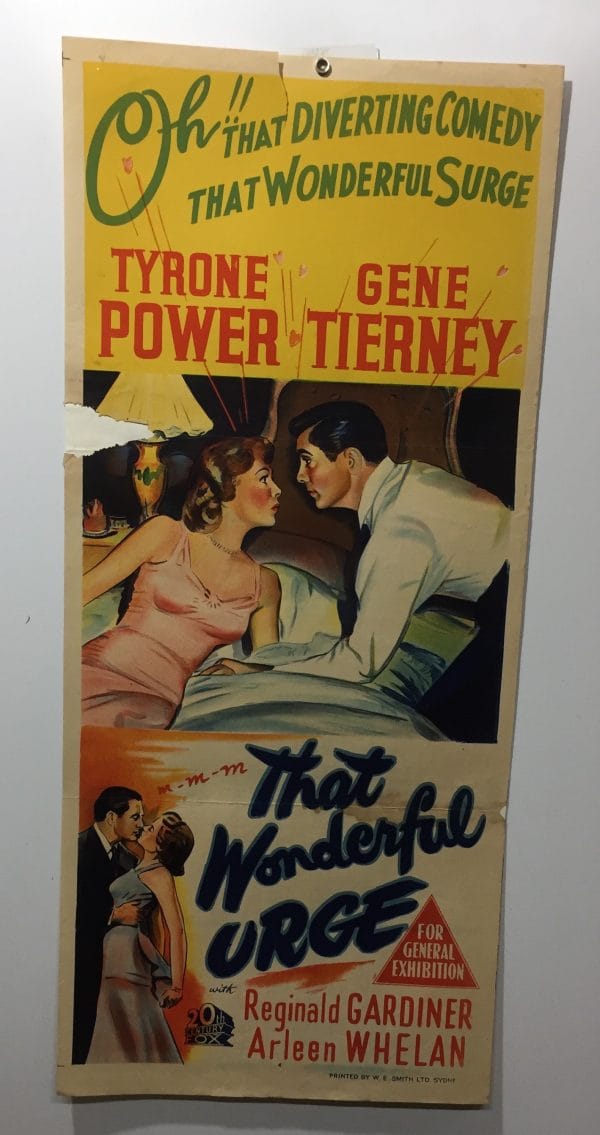 Oh!! THAT DIVERTING COMEDY
THAT WONDERFUL SURGE
TYRONE POWER
GENE TIERNEY
m-m-m
That
Wonderful
URGE
FOR
GENERAL
EXHIBITION
with
Reginald GARDINER
Arleen WHELAN
20th
CENTURY
FOX
PRINTED BY W. E. SMITH LTD. SYDNEY